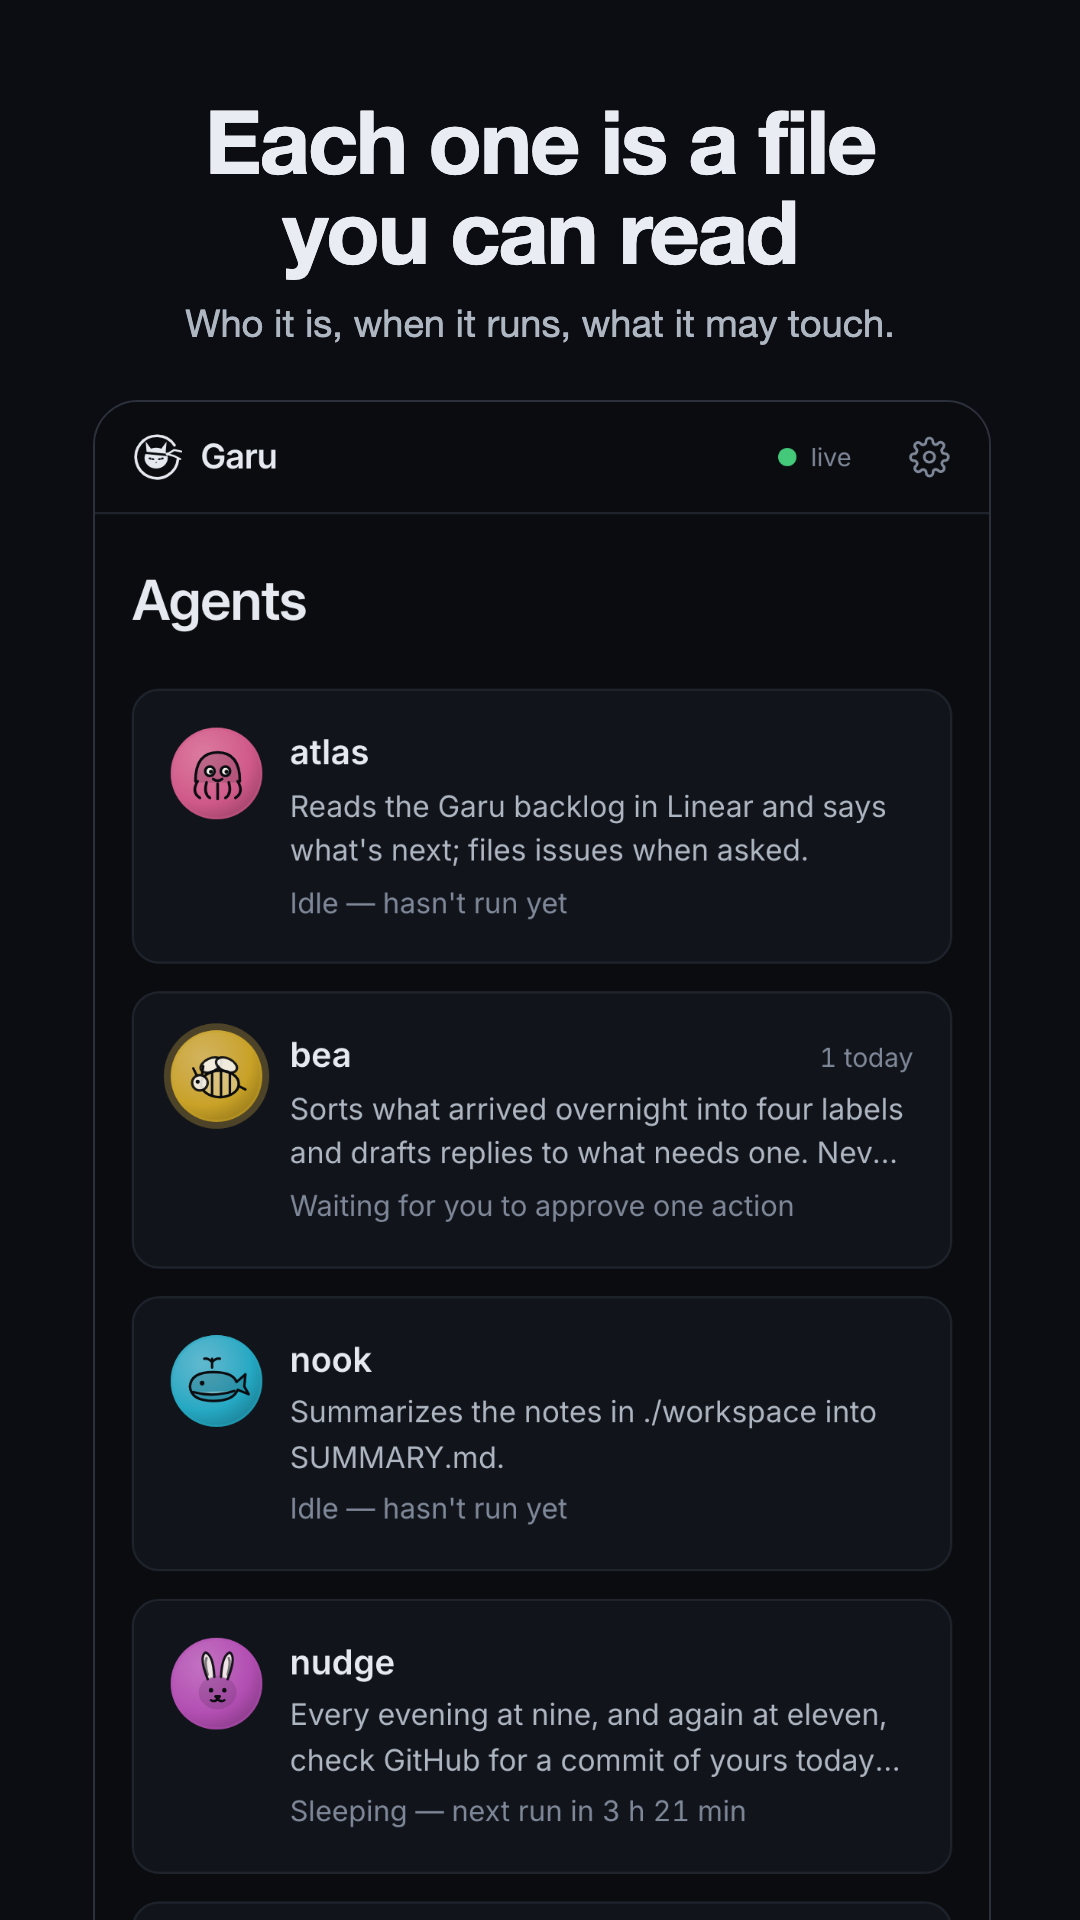 Each one is a file
you can read
Who it is, when it runs, what it may touch.
Garu
live
Agents
atlas
Reads the Garu backlog in Linear and says
what's next; files issues when asked.
Idle — hasn't run yet
bea
1 today
Sorts what arrived overnight into four labels
and drafts replies to what needs one. Nev...
Waiting for you to approve one action
nook
Summarizes the notes in ./workspace into
SUMMARY.md.
Idle — hasn't run yet
nudge
Every evening at nine, and again at eleven,
check GitHub for a commit of yours today...
Sleeping — next run in 3 h 21 min